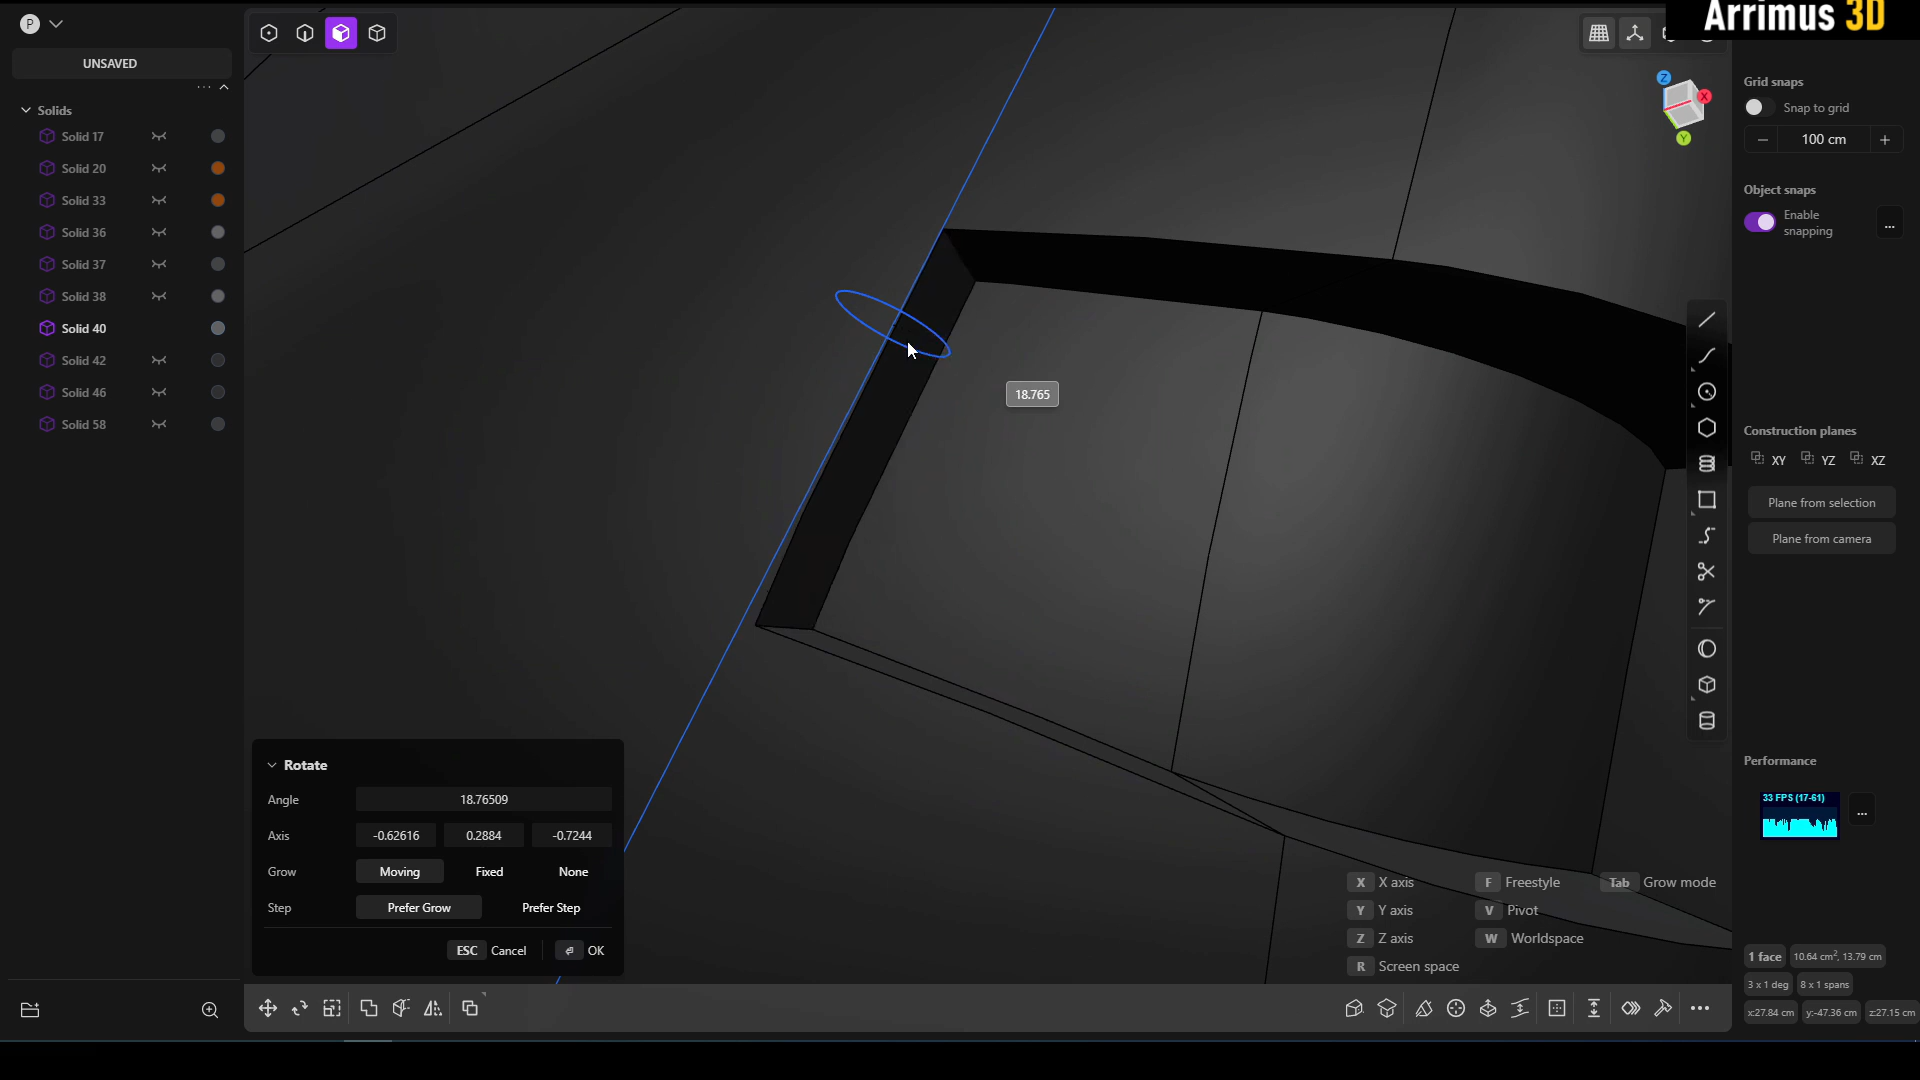 P
UNSAVED
Solids
Solid 17
Solid 20
Solid 33
Solid 36
Solid 37
Solid 38
Solid 40
Solid 42
Solid 46
Solid 58
Arrimus 3D
Z
X
Y
18.765
Grid snaps
Snap to grid
100 cm
Object snaps
Enable
snapping
...
Construction planes
XY YZ XZ
Plane from selection
Plane from camera
Performance
33 FPS (17-61)
...
Rotate
Angle 18.76509
Axis -0.62616 0.2884 -0.7244
Grow Moving Fixed None
Step Prefer Grow Prefer Step
ESC Cancel OK
X X axis F Freestyle Tab Grow mode
Y Y axis V Pivot
Z Z axis W Worldspace
R Screen space
1 face 10.64 cm², 13.79 cm
3 x 1 deg 8 x 1 spans
x:27.84 cm y:-47.36 cm z:27.15 cm